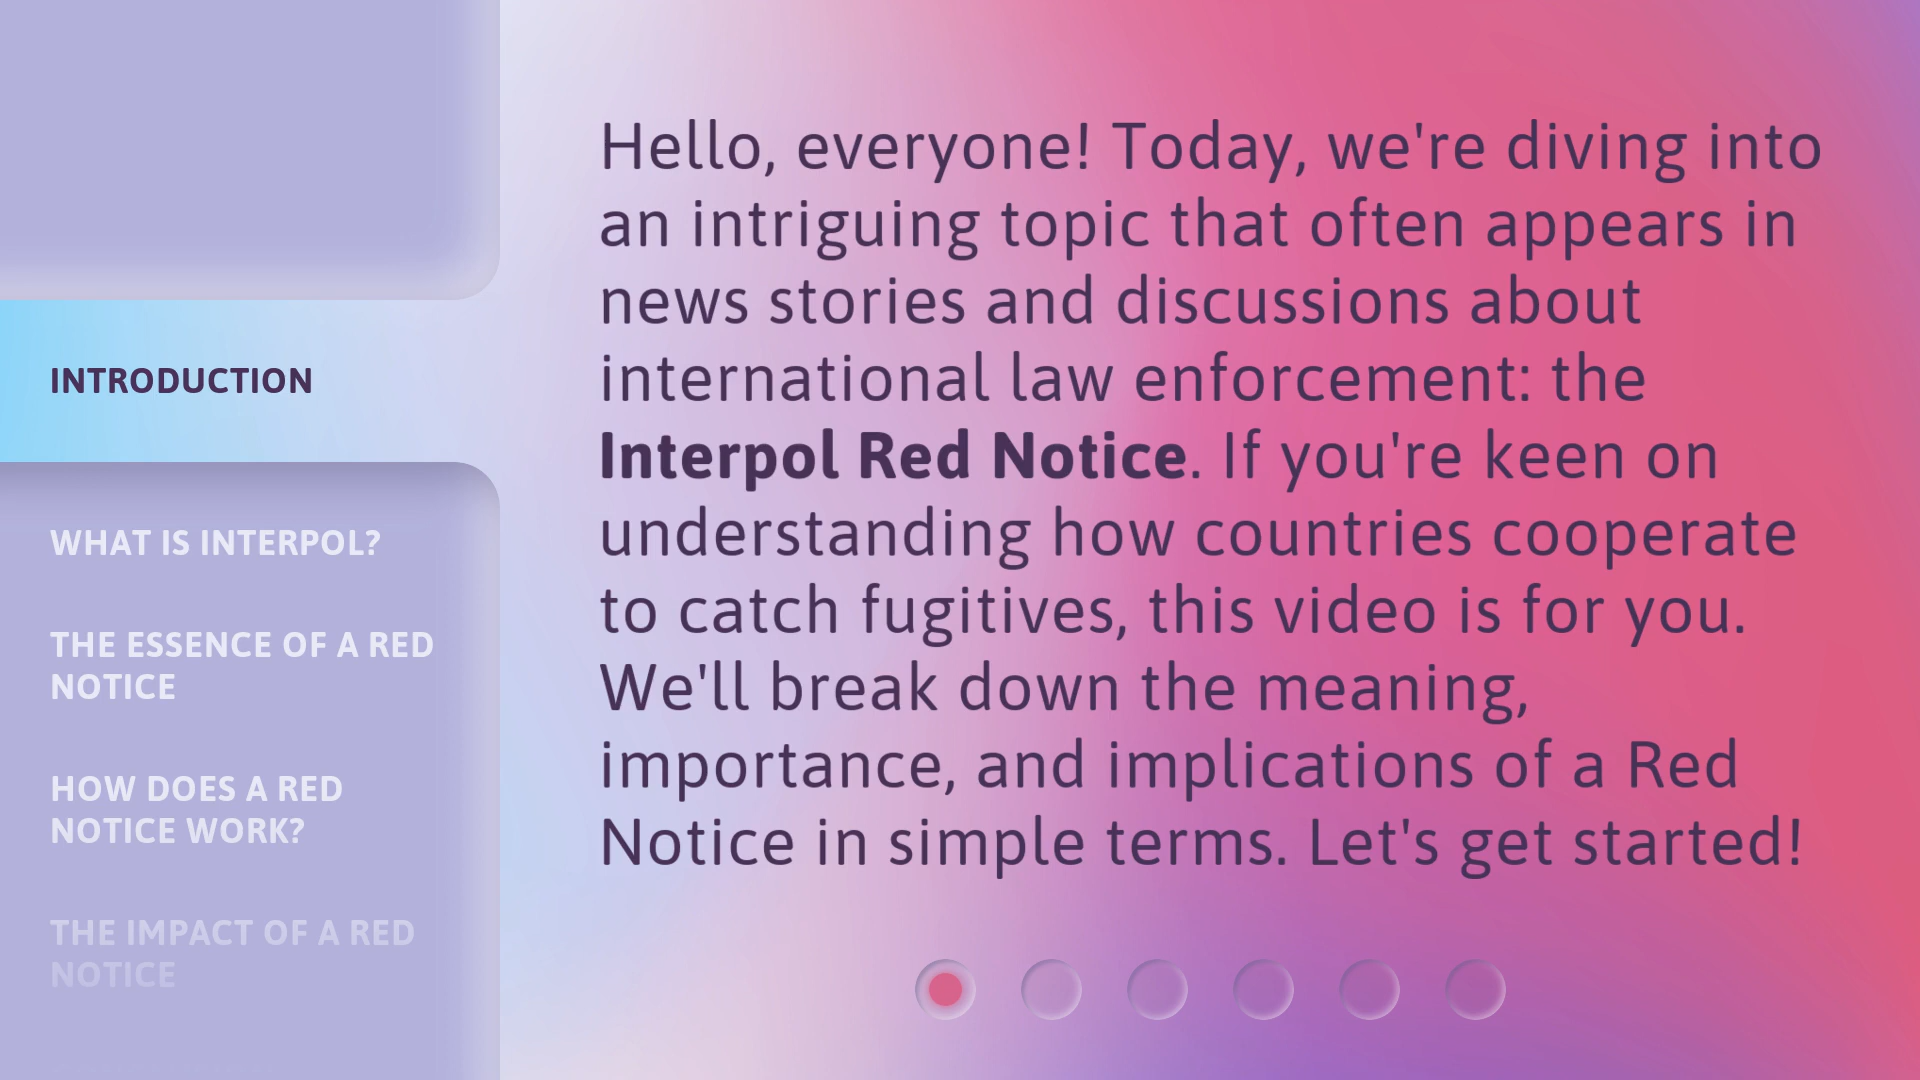 INTRODUCTION
WHAT IS INTERPOL?
THE ESSENCE OF A RED
NOTICE
HOW DOES A RED
NOTICE WORK?
THE IMPACT OF A RED
NOTICE
Hello, everyone! Today, we're diving into
an intriguing topic that often appears in
news stories and discussions about
international law enforcement: the
Interpol Red Notice. If you're keen on
understanding how countries cooperate
to catch fugitives, this video is for you.
We'll break down the meaning,
importance, and implications of a Red
Notice in simple terms. Let's get started!